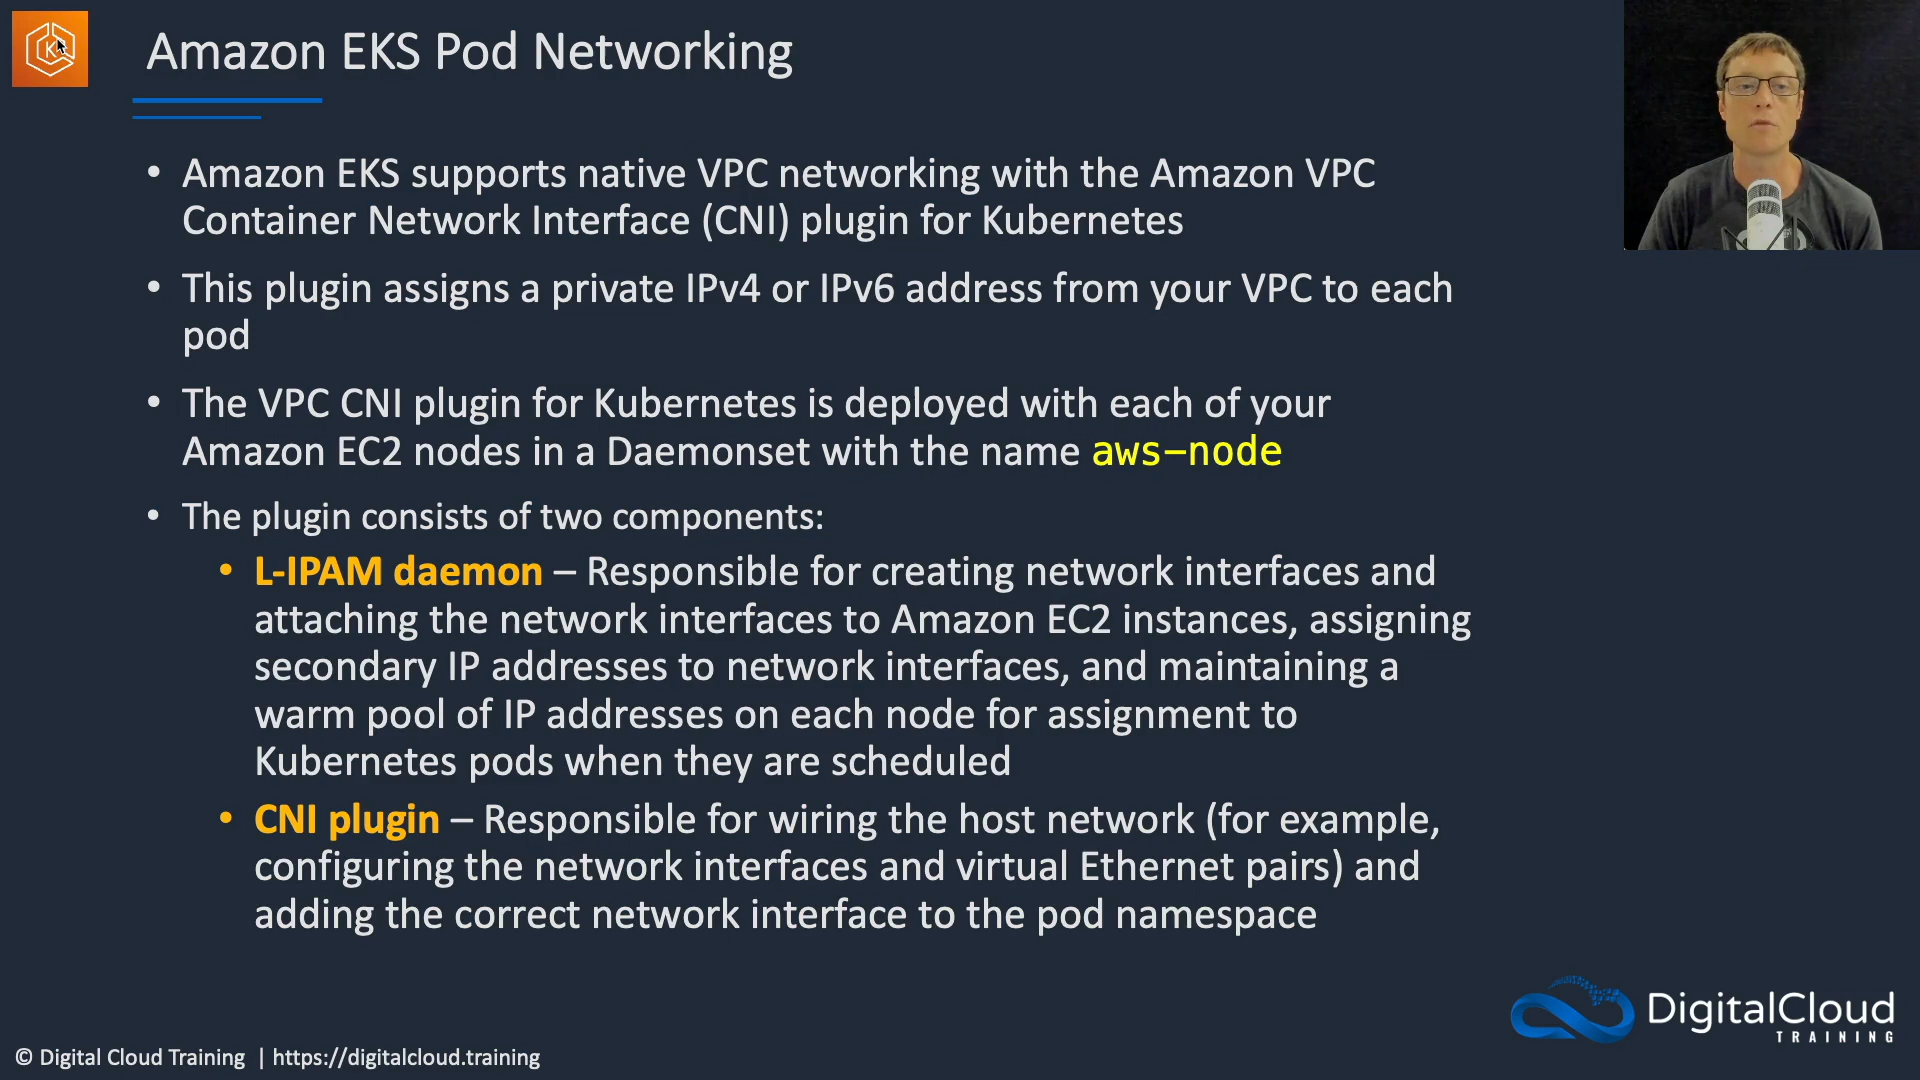 Amazon EKS Pod Networking
• Amazon EKS supports native VPC networking with the Amazon VPC
Container Network Interface (CNI) plugin for Kubernetes
• This plugin assigns a private IPv4 or IPv6 address from your VPC to each
pod
• The VPC CNI plugin for Kubernetes is deployed with each of your
Amazon EC2 nodes in a Daemonset with the name aws-node
• The plugin consists of two components:
• L-IPAM daemon – Responsible for creating network interfaces and
attaching the network interfaces to Amazon EC2 instances, assigning
secondary IP addresses to network interfaces, and maintaining a
warm pool of IP addresses on each node for assignment to
Kubernetes pods when they are scheduled
• CNI plugin – Responsible for wiring the host network (for example,
configuring the network interfaces and virtual Ethernet pairs) and
adding the correct network interface to the pod namespace
DigitalCloud
TRAINING
© Digital Cloud Training | https://digitalcloud.training